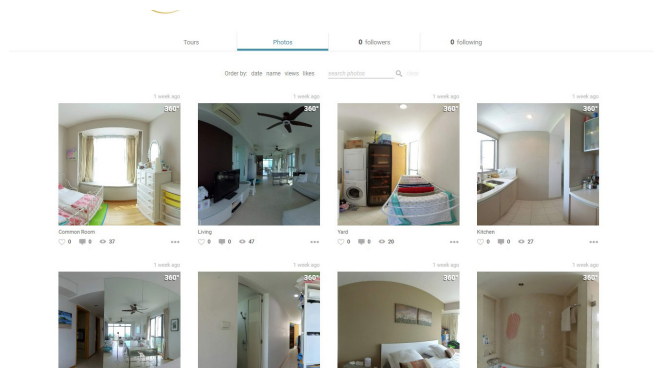 Tours Photos 0 followers 0 following
Order by: date name views likes search photos
1 week ago 1 week ago 1 week ago 1 week ago
360° 360° 360° 360°
Common Room Living Yard Kitchen
0 0 37 0 0 47 0 0 20 0 0 27
1 week ago 1 week ago 1 week ago 1 week ago
360° 360° 360° 360°